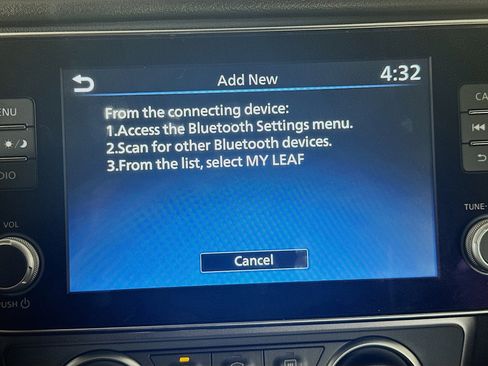 Add New
4:32
From the connecting device:
1.Access the Bluetooth Settings menu.
2.Scan for other Bluetooth devices.
3.From the list, select MY LEAF
Cancel
VOL
PUSH
TUNE